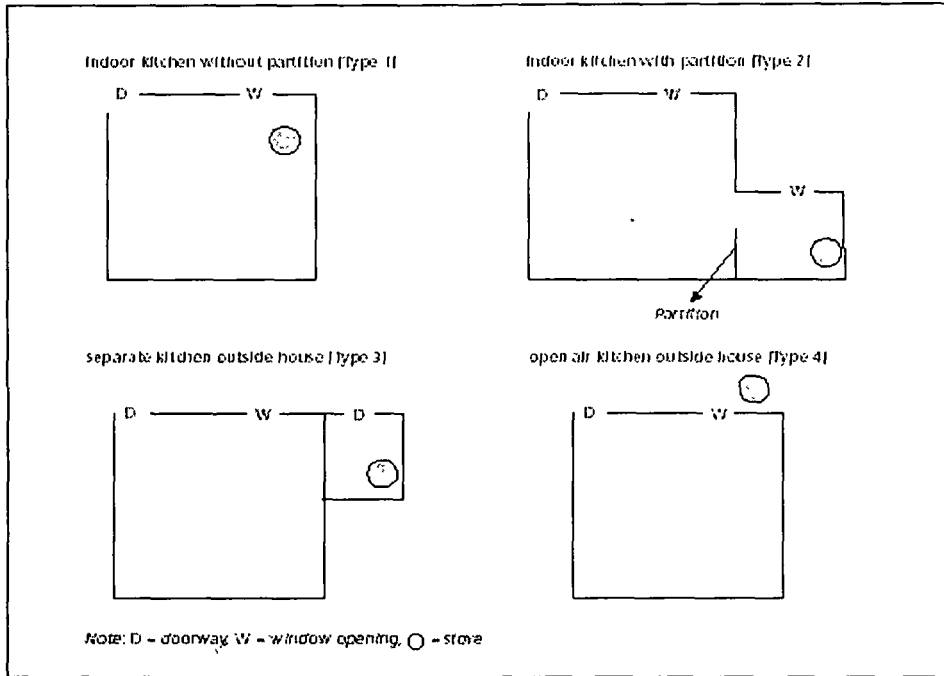 Indoor kitchen without partition [Type 1]
Indoor kitchen with partition [Type 2]
D W
D W
W
Partition
separate kitchen outside house [Type 3]
open air kitchen outside house [Type 4]
D W D
D W
Note: D = doorway, W = window opening, = stove